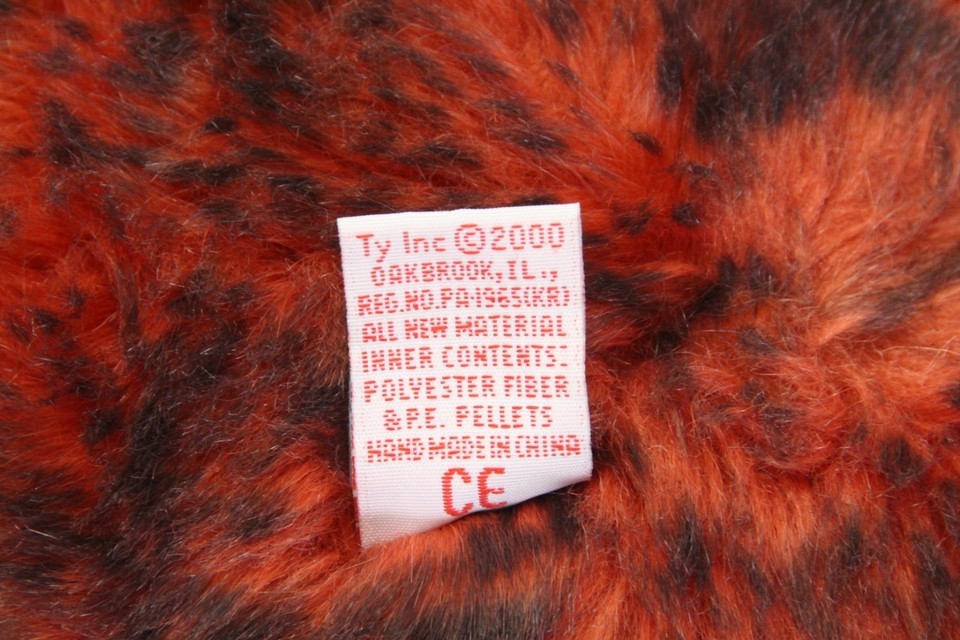 Ty Inc ©2000
OAKBROOK, IL.,
REG.NO.PA-1965(KR)
ALL NEW MATERIAL
INNER CONTENTS:
POLYESTER FIBER
& P.E. PELLETS
HAND MADE IN CHINA
CE